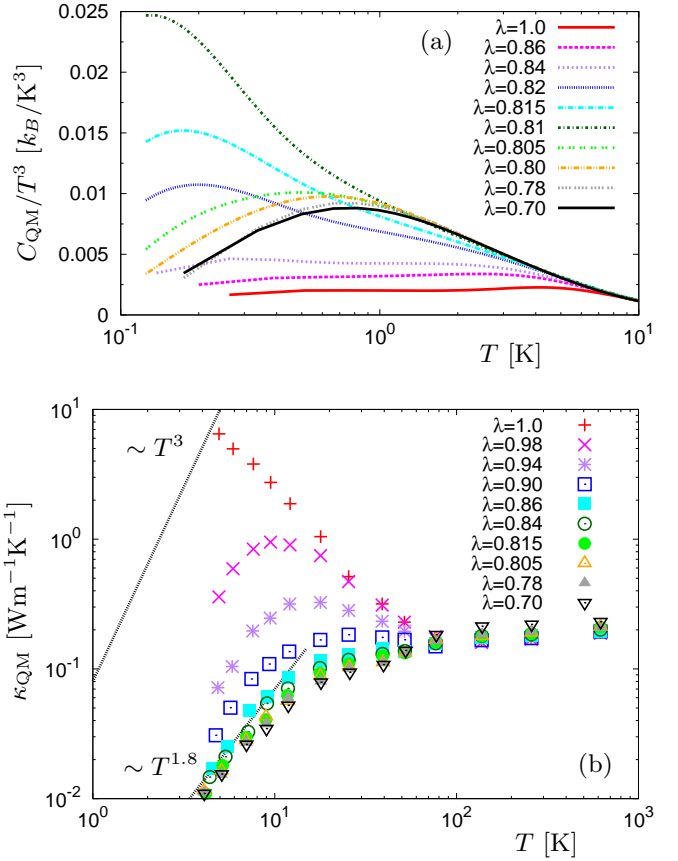 C_QM/T^3 [k_B/K^3]
0.025
0.02
0.015
0.01
0.005
0
(a)
λ=1.0
λ=0.86
λ=0.84
λ=0.82
λ=0.815
λ=0.81
λ=0.805
λ=0.80
λ=0.78
λ=0.70
10^-1 10^0 10^1
T [K]
κ_QM [Wm^-1K^-1]
10^1
10^0
10^-1
10^-2
∼ T^3
∼ T^1.8
λ=1.0
λ=0.98
λ=0.94
λ=0.90
λ=0.86
λ=0.84
λ=0.815
λ=0.805
λ=0.78
λ=0.70
(b)
10^0 10^1 10^2 10^3
T [K]